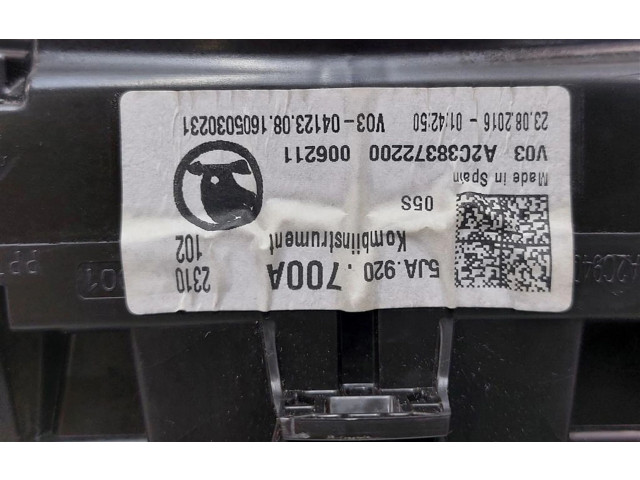 5JA.920 .700A 2310
Kombiinstrument 102
05S
Made in Spain
V03 A2C38372200 006211
23.08.2016 - 01:42:50 V03-04123.08.1605030231